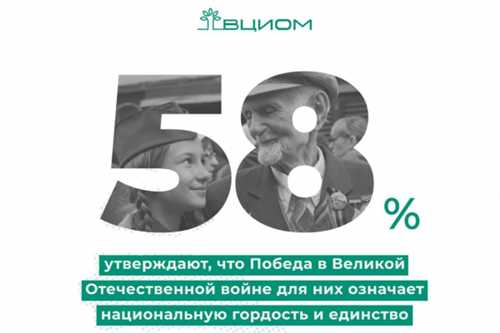 ВЦИОМ
58 %
утверждают, что Победа в Великой
Отечественной войне для них означает
национальную гордость и единство